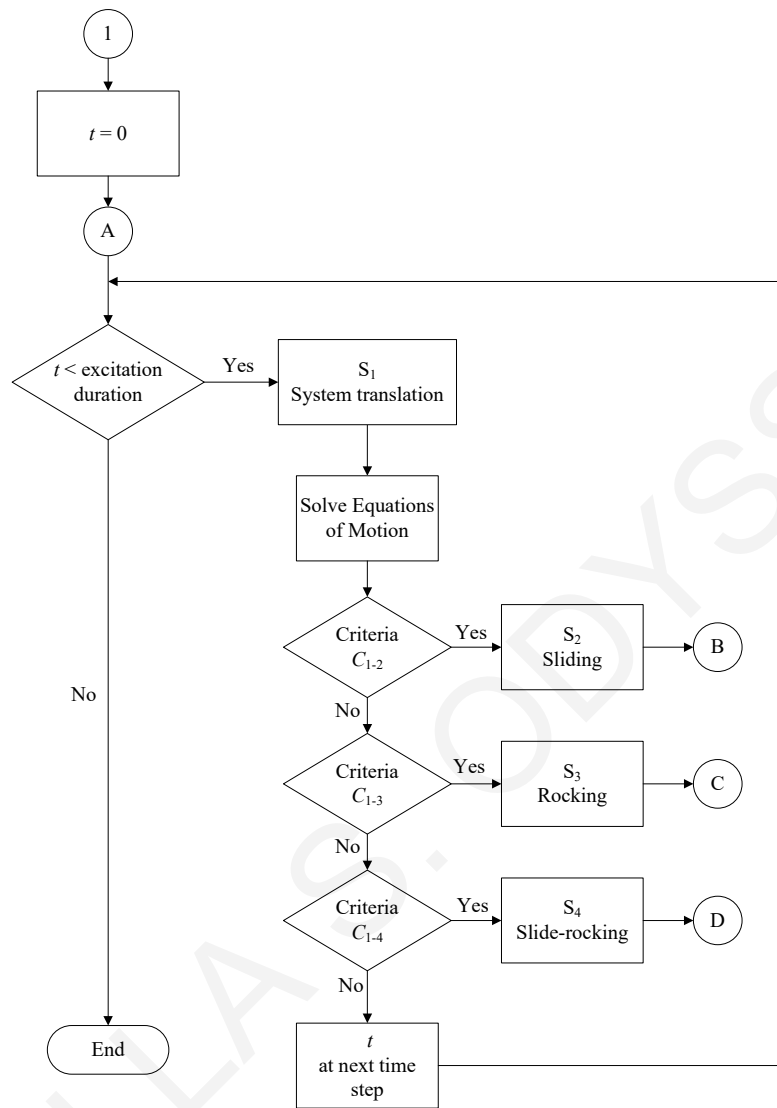 1
t = 0
A
t < excitation
duration
Yes
S₁
System translation
Solve Equations
of Motion
Criteria
C₁₋₂
Yes
S₂
Sliding
B
No
No
Criteria
C₁₋₃
Yes
S₃
Rocking
C
No
Criteria
C₁₋₄
Yes
S₄
Slide-rocking
D
No
End
t
at next time
step
LA S. ODYS